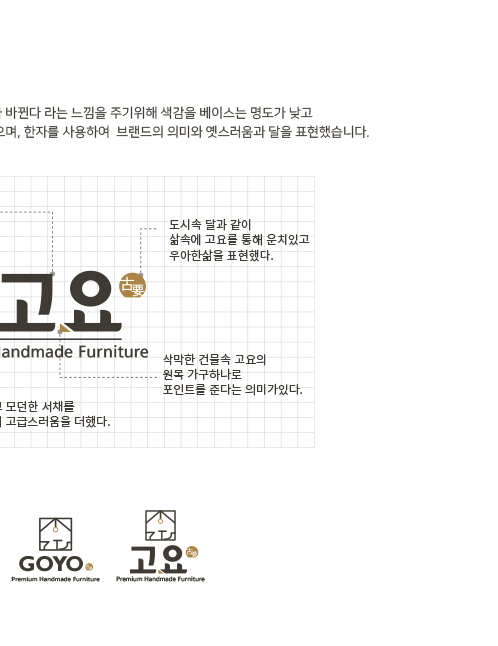 바뀐다 라는 느낌을 주기위해 색감을 베이스는 명도가 낮고
으며, 한자를 사용하여 브랜드의 의미와 옛스러움과 달을 표현했습니다.
도시속 달과 같이
삶속에 고요를 통해 운치있고
우아한삶을 표현했다.
고요
古要
Handmade Furniture
삭막한 건물속 고요의
원목 가구하나로
포인트를 준다는 의미가있다.
모던한 서채를
고급스러움을 더했다.
GOYO
Premium Handmade Furniture
고요
古要
Premium Handmade Furniture